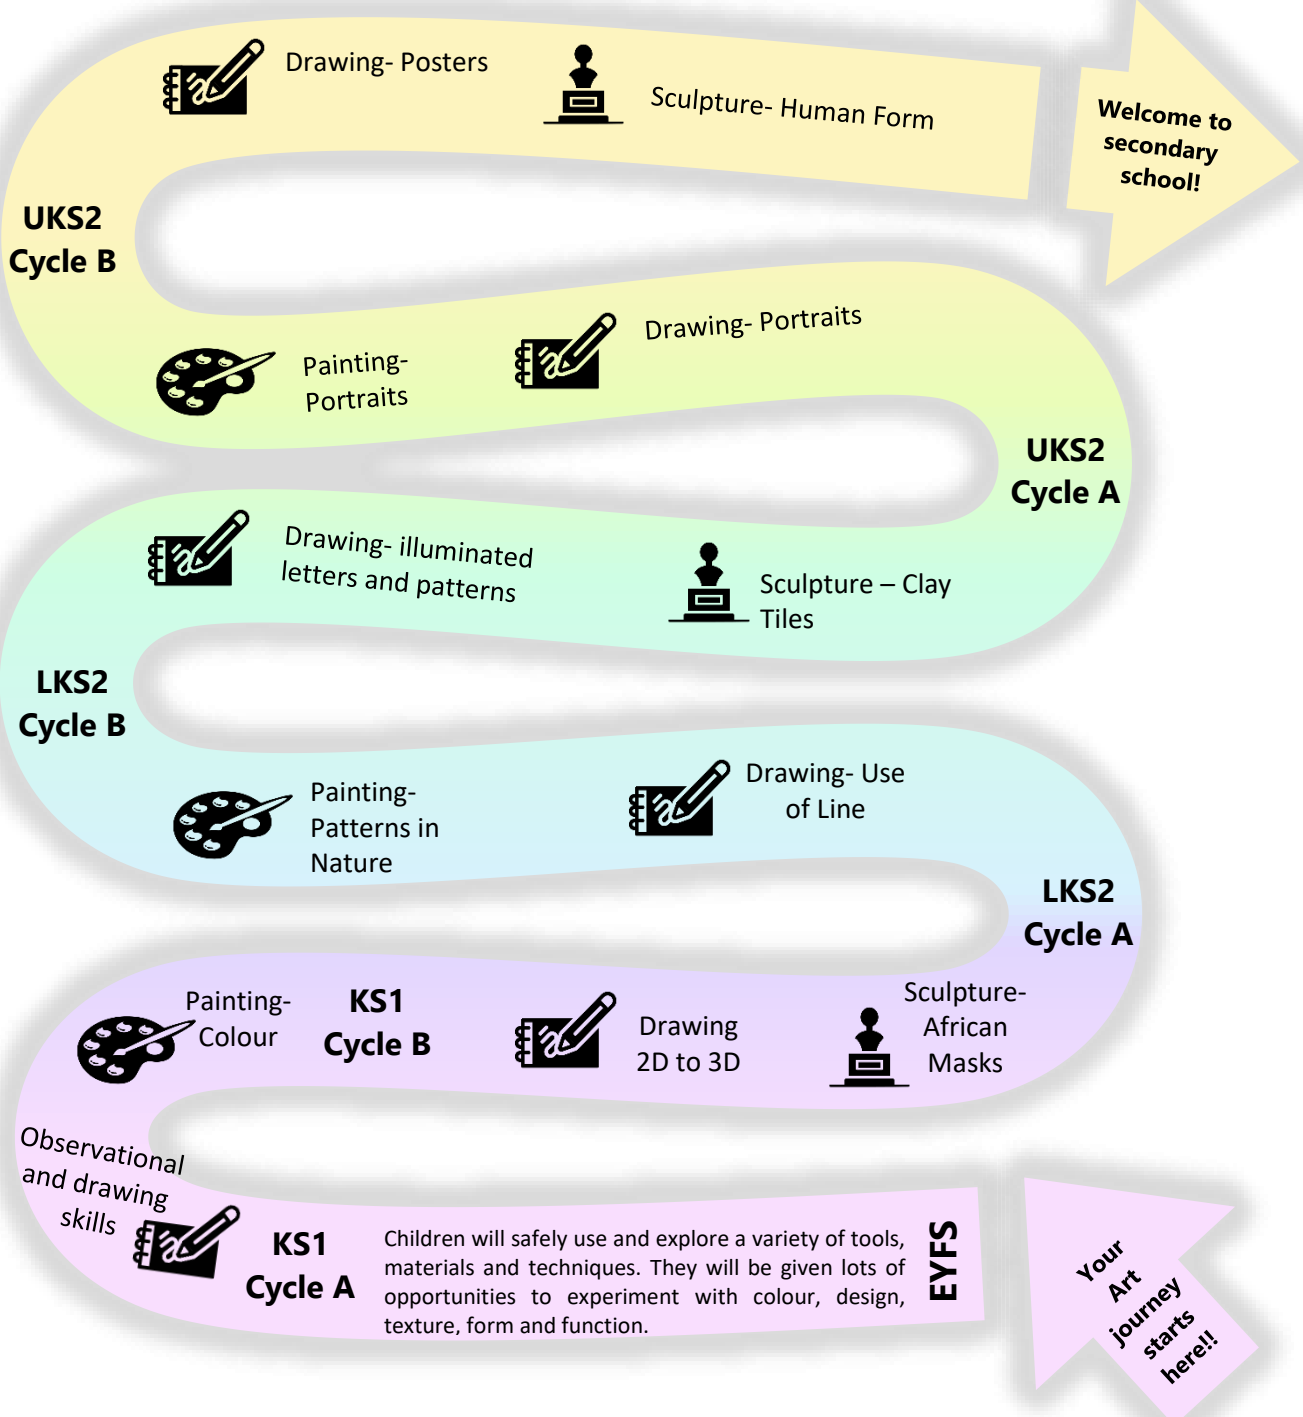 Drawing- Posters
Sculpture- Human Form
Welcome to
secondary
school!
UKS2
Cycle B
Painting-
Portraits
Drawing- Portraits
UKS2
Cycle A
Drawing- illuminated
letters and patterns
Sculpture – Clay
Tiles
LKS2
Cycle B
Painting-
Patterns in
Nature
Drawing- Use
of Line
LKS2
Cycle A
Painting-
Colour
KS1
Cycle B
Drawing
2D to 3D
Sculpture-
African
Masks
Observational
and drawing
skills
KS1
Cycle A
Children will safely use and explore a variety of tools,
materials and techniques. They will be given lots of
opportunities to experiment with colour, design,
texture, form and function.
EYFS
Your
Art
journey
starts
here!!